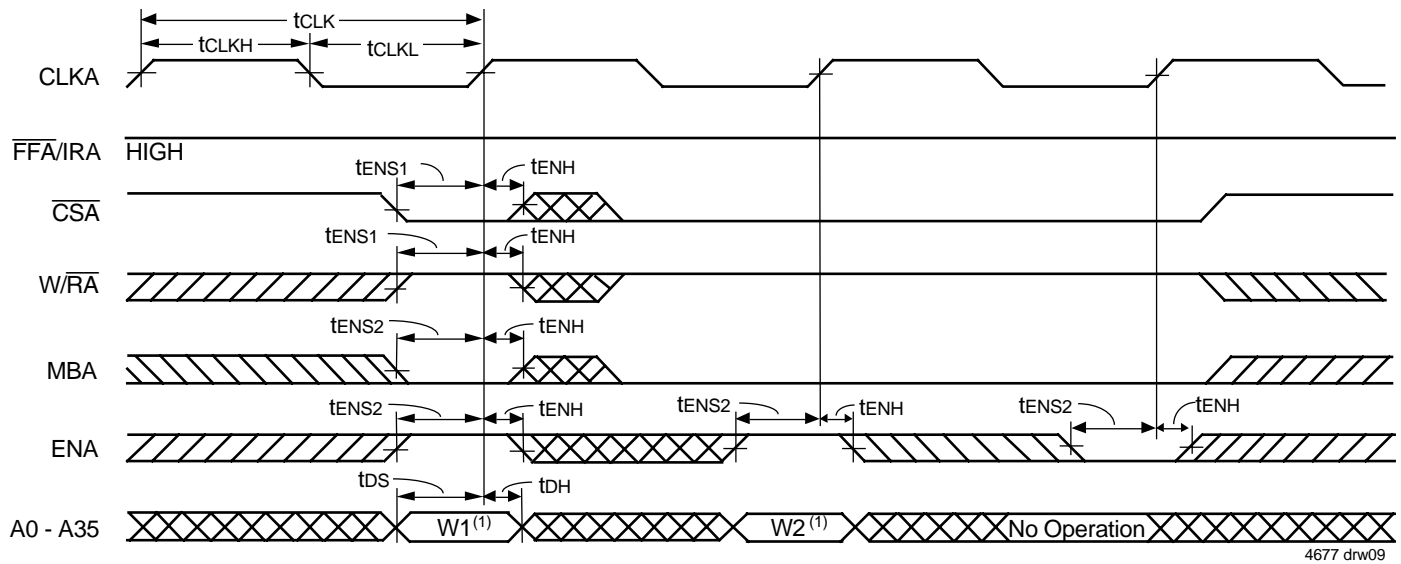 tCLK
tCLKH
tCLKL
CLKA
FFA/IRA
HIGH
tENS1
tENH
CSA
tENS1
tENH
W/RA
tENS2
tENH
MBA
tENS2
tENH
tENS2
tENH
tENS2
tENH
ENA
tDS
tDH
A0 - A35
W1(1)
W2 (1)
No Operation
4677 drw09